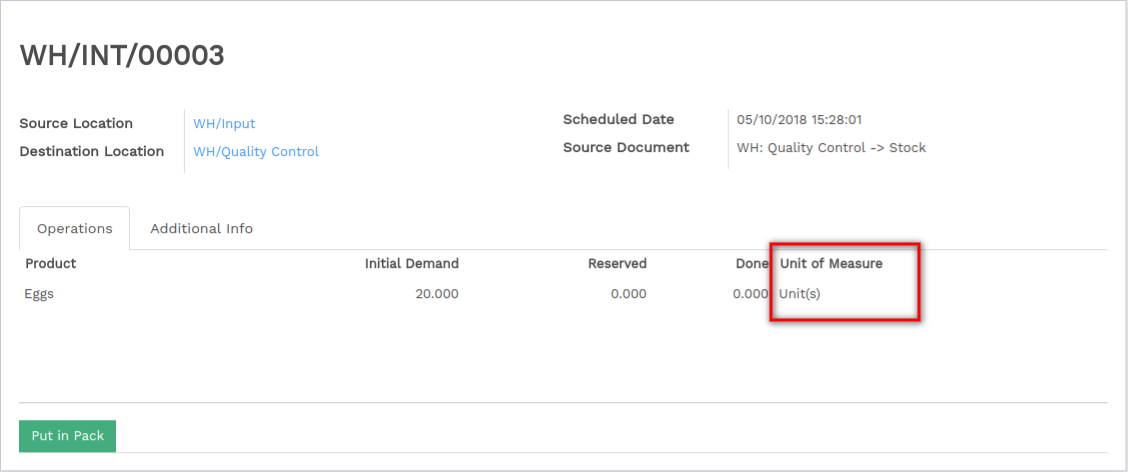 WH/INT/00003
Source Location WH/Input
Destination Location WH/Quality Control
Scheduled Date 05/10/2018 15:28:01
Source Document WH: Quality Control -> Stock
Operations Additional Info
Product Initial Demand Reserved Done Unit of Measure
Eggs 20.000 0.000 0.000 Unit(s)
Put in Pack